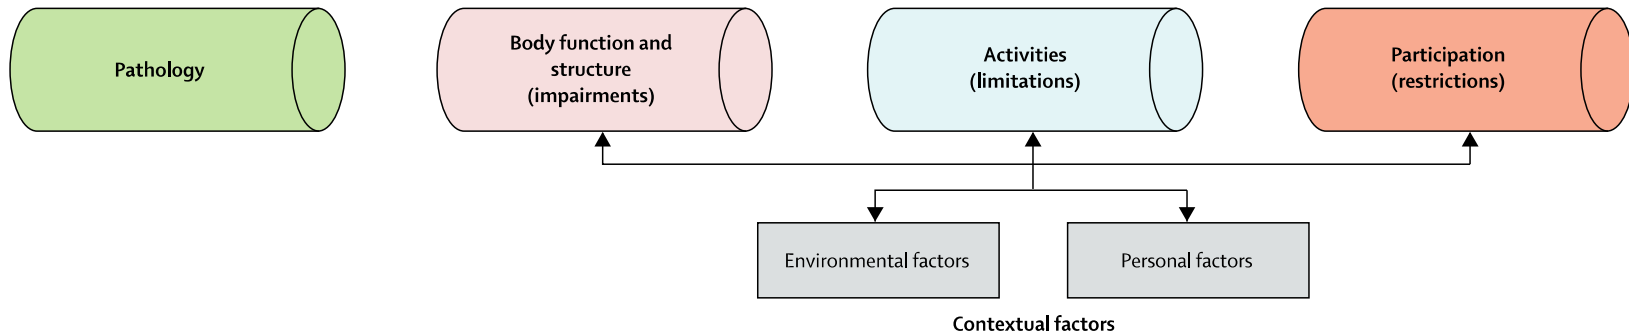 Pathology
Body function and
structure
(impairments)
Activities
(limitations)
Participation
(restrictions)
Environmental factors
Personal factors
Contextual factors